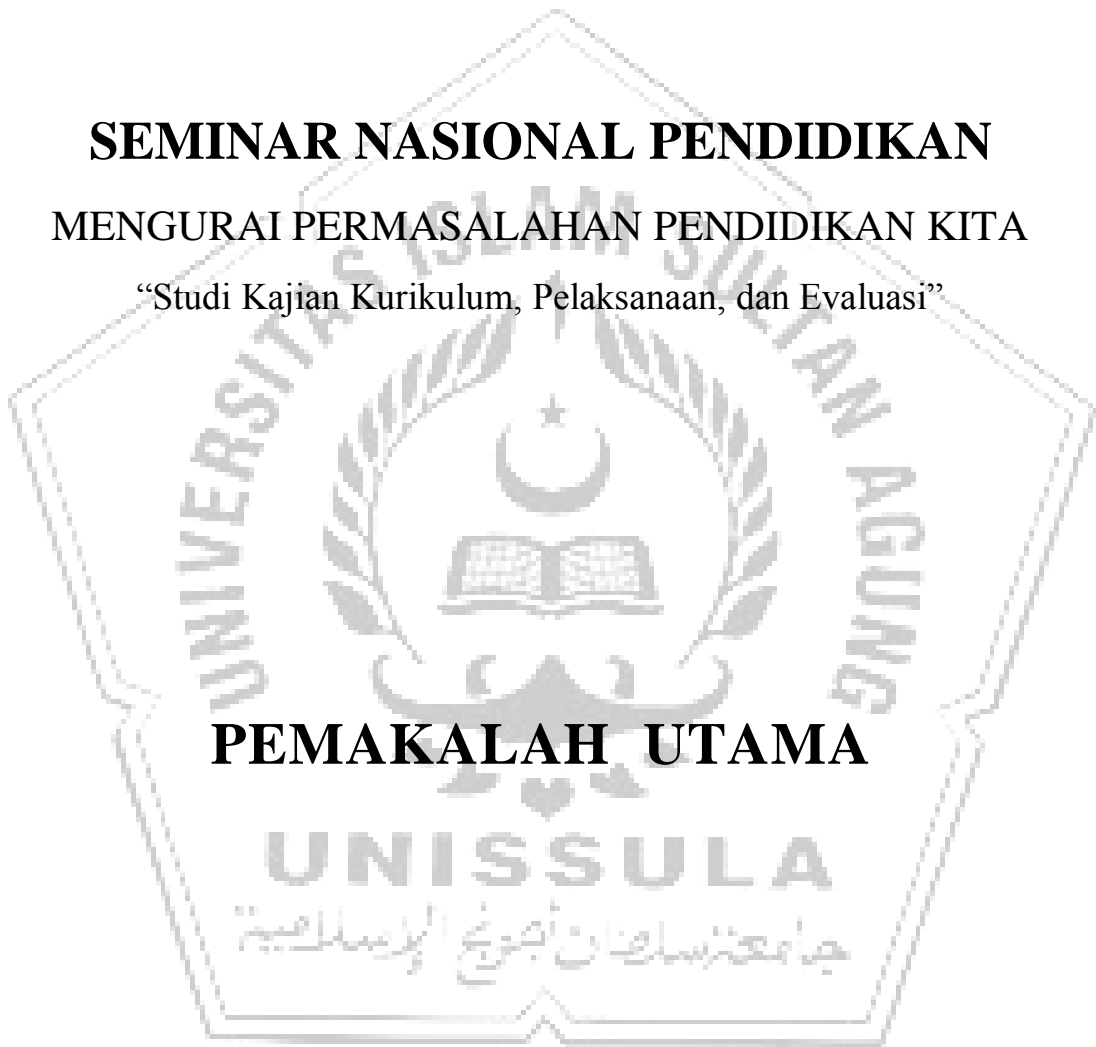 SEMINAR NASIONAL PENDIDIKAN
MENGURAI PERMASALAHAN PENDIDIKAN KITA
“Studi Kajian Kurikulum, Pelaksanaan, dan Evaluasi”
UNIVERSITAS ISLAM SULTAN AGUNG
PEMAKALAH UTAMA
UNISSULA
جامعة سلطان أجونج الإسلامية